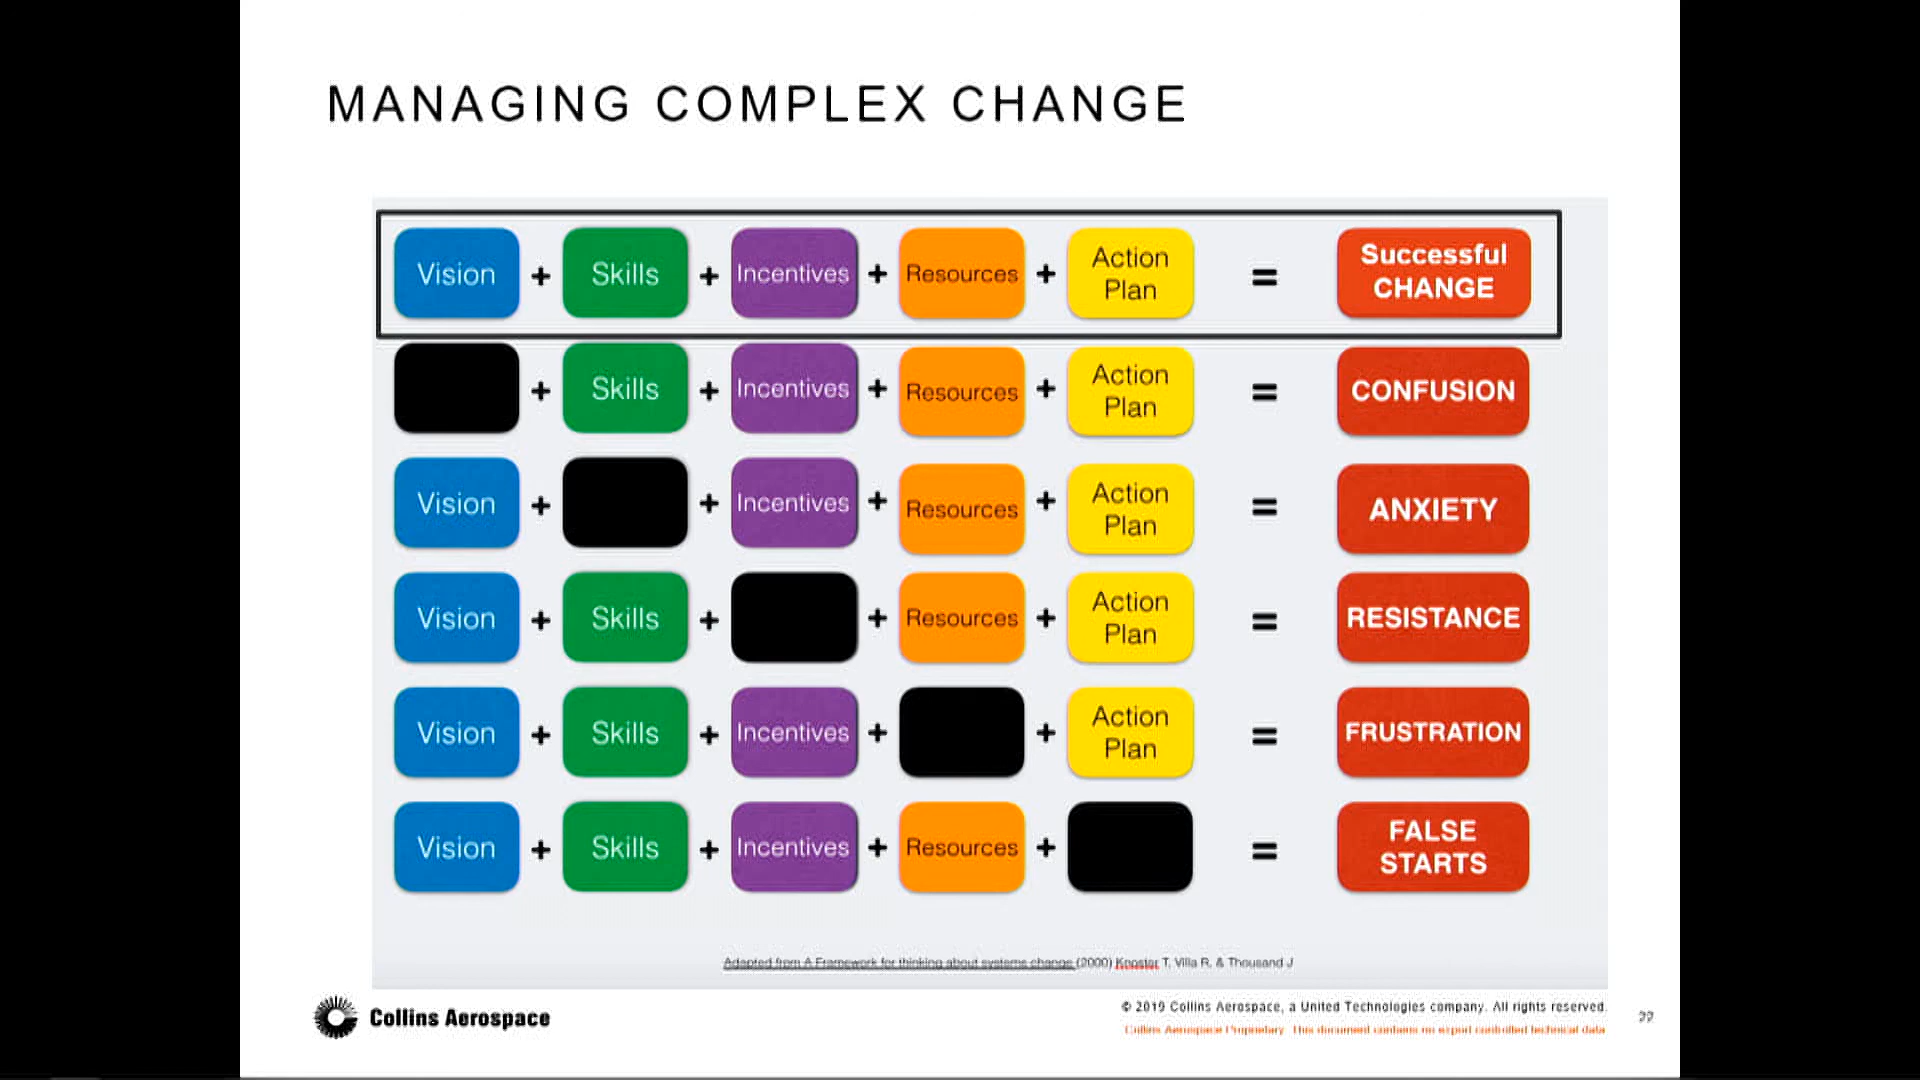 MANAGING COMPLEX CHANGE
Vision + Skills + Incentives + Resources + Action Plan = Successful CHANGE
+ Skills + Incentives + Resources + Action Plan = CONFUSION
Vision + + Incentives + Resources + Action Plan = ANXIETY
Vision + Skills + + Resources + Action Plan = RESISTANCE
Vision + Skills + Incentives + + Action Plan = FRUSTRATION
Vision + Skills + Incentives + Resources + = FALSE STARTS
Adapted from A Framework for thinking about systems change (2000) Knoster T, Villa R, & Thousand J
Collins Aerospace
© 2019 Collins Aerospace, a United Technologies company. All rights reserved.
Collins Aerospace Proprietary. This document contains no export controlled technical data